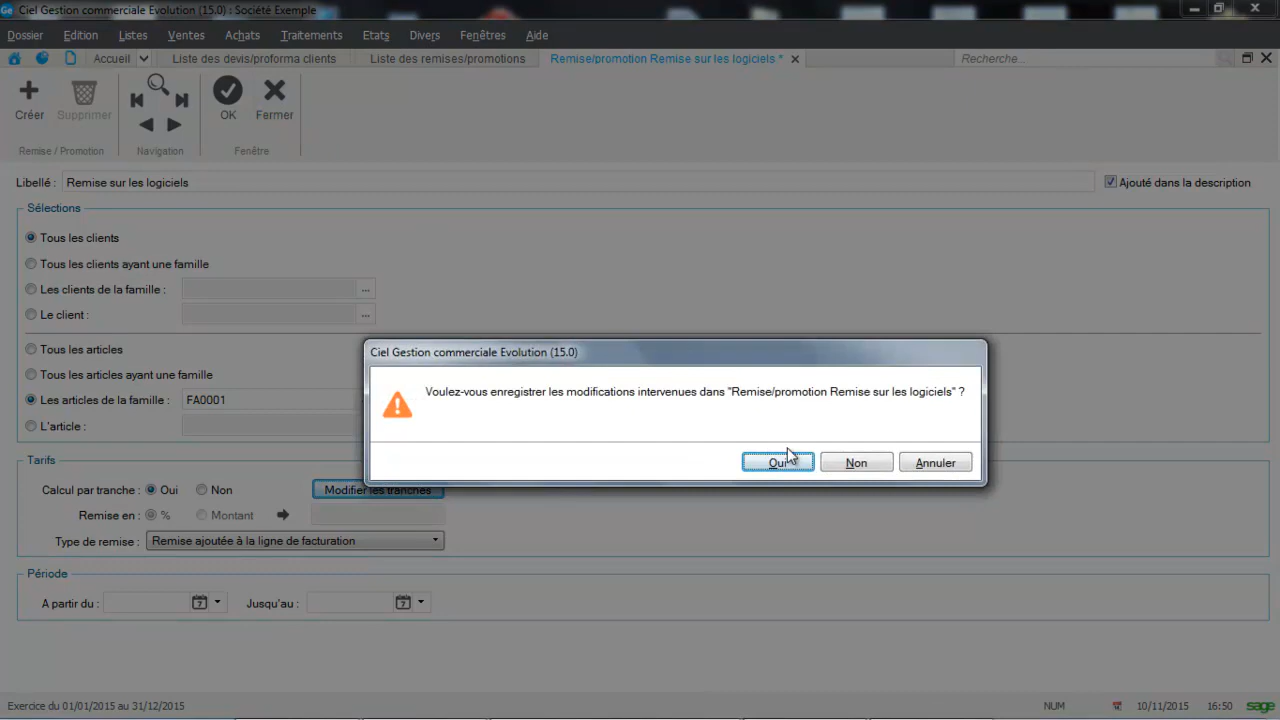 Ciel Gestion commerciale Evolution (15.0) : Société Exemple
Dossier Edition Listes Ventes Achats Traitements Etats Divers Fenêtres Aide
Accueil Liste des devis/proforma clients Liste des remises/promotions Remise/promotion Remise sur les logiciels * Recherche...
Créer Supprimer OK Fermer
Remise / Promotion Navigation Fenêtre
Libellé : Remise sur les logiciels Ajouté dans la description
Sélections
Tous les clients
Tous les clients ayant une famille
Les clients de la famille : ...
Le client : ...
Tous les articles
Tous les articles ayant une famille
Les articles de la famille : FA0001
L'article :
Ciel Gestion commerciale Evolution (15.0)
Voulez-vous enregistrer les modifications intervenues dans "Remise/promotion Remise sur les logiciels" ?
Oui Non Annuler
Tarifs
Calcul par tranche : Oui Non Modifier les tranches
Remise en : % Montant
Type de remise : Remise ajoutée à la ligne de facturation
Période
A partir du : Jusqu'au :
Exercice du 01/01/2015 au 31/12/2015 NUM 10/11/2015 16:50 sage